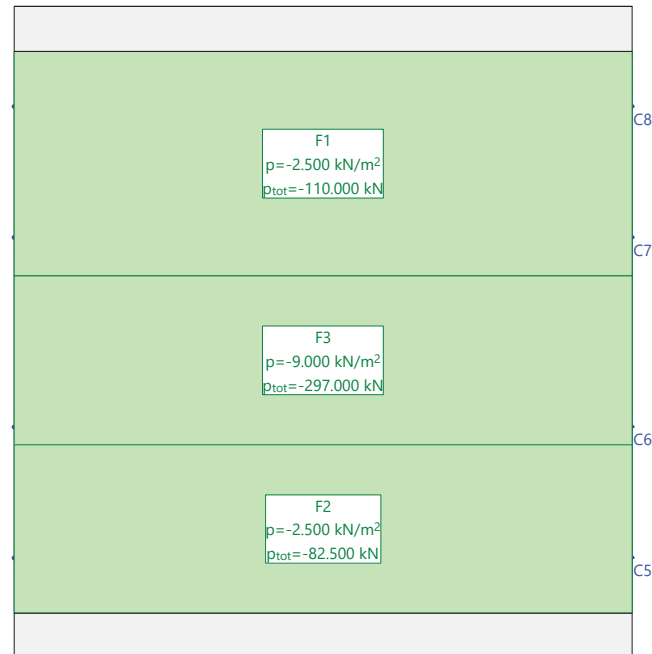 C8
F1
p=-2.500 kN/m²
pₜₒₜ=-110.000 kN
C7
F3
p=-9.000 kN/m²
pₜₒₜ=-297.000 kN
C6
F2
p=-2.500 kN/m²
pₜₒₜ=-82.500 kN
C5